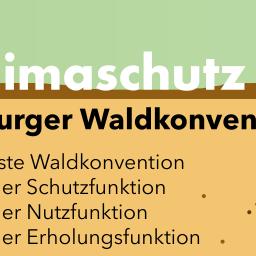 imaschutz
urger Waldkonven
ste Waldkonvention
er Schutzfunktion
er Nutzfunktion
er Erholungsfunktion